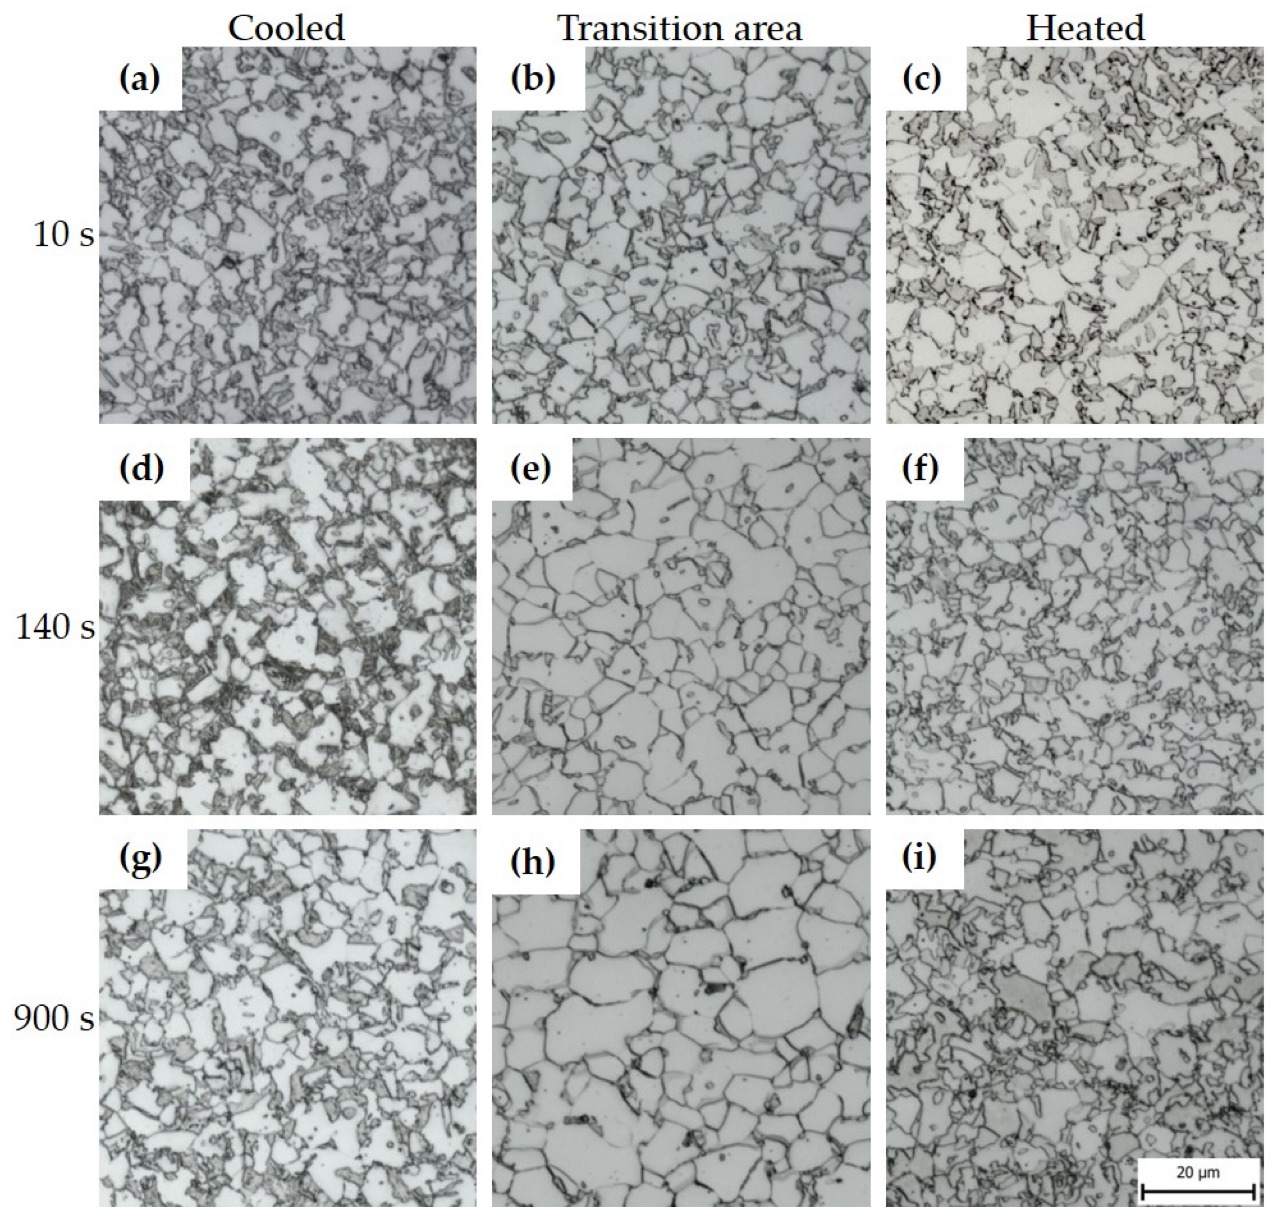 Cooled Transition area Heated
(a) (b) (c)
10 s
(d) (e) (f)
140 s
(g) (h) (i)
900 s
20 µm